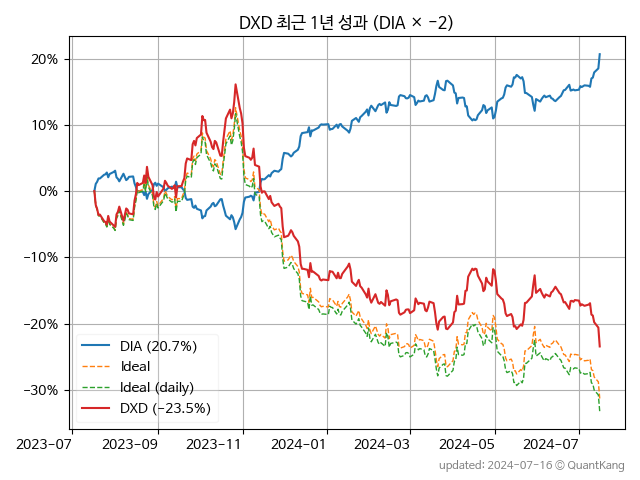 DXD 최근 1년 성과 (DIA × −2)
20%
10%
0%
−10%
−20%
−30%
DIA (20.7%)
Ideal
Ideal (daily)
DXD (−23.5%)
2023-07
2023-09
2023-11
2024-01
2024-03
2024-05
2024-07
updated: 2024-07-16 © QuantKang